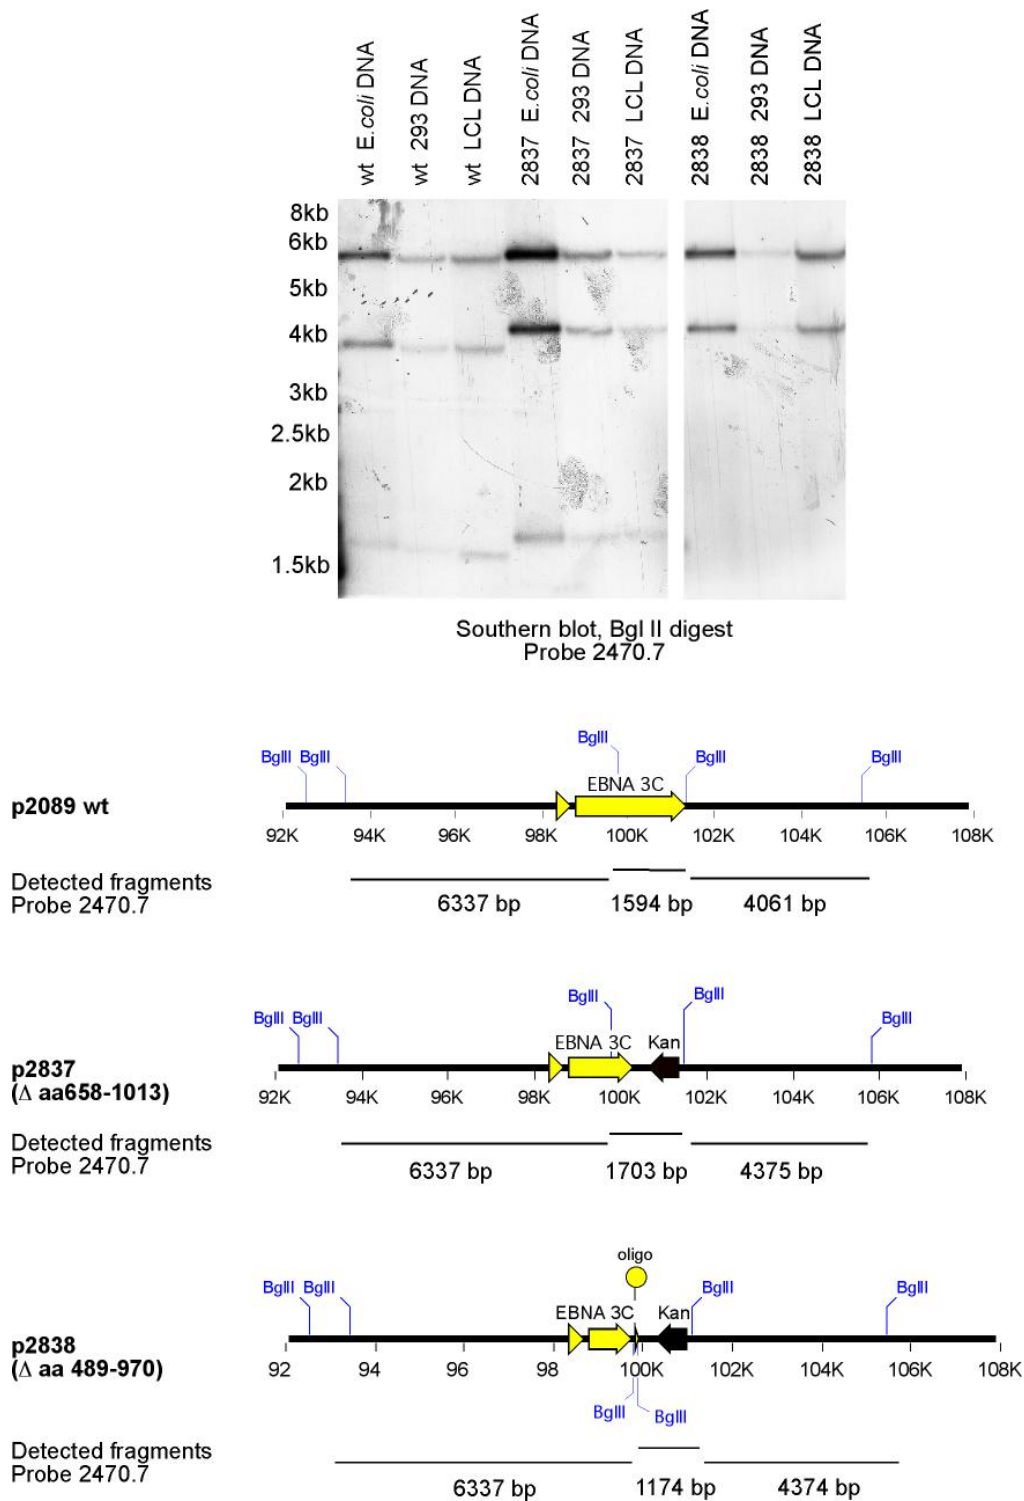 wt E.coli DNA
wt 293 DNA
wt LCL DNA
2837 E.coli DNA
2837 293 DNA
2837 LCL DNA
2838 E.coli DNA
2838 293 DNA
2838 LCL DNA
8kb
6kb
5kb
4kb
3kb
2.5kb
2kb
1.5kb
Southern blot, Bgl II digest
Probe 2470.7
BglII BglII BglII BglII BglII
EBNA 3C
p2089 wt
92K 94K 96K 98K 100K 102K 104K 106K 108K
Detected fragments
Probe 2470.7
6337 bp 1594 bp 4061 bp
BglII BglII BglII BglII BglII
EBNA 3C Kan
p2837
(Δ aa658-1013)
92K 94K 96K 98K 100K 102K 104K 106K 108K
Detected fragments
Probe 2470.7
6337 bp 1703 bp 4375 bp
oligo
BglII BglII BglII BglII
EBNA 3C Kan
p2838
(Δ aa 489-970)
92 94 96 98 100K 102K 104K 106K 108K
BglII BglII
Detected fragments
Probe 2470.7
6337 bp 1174 bp 4374 bp